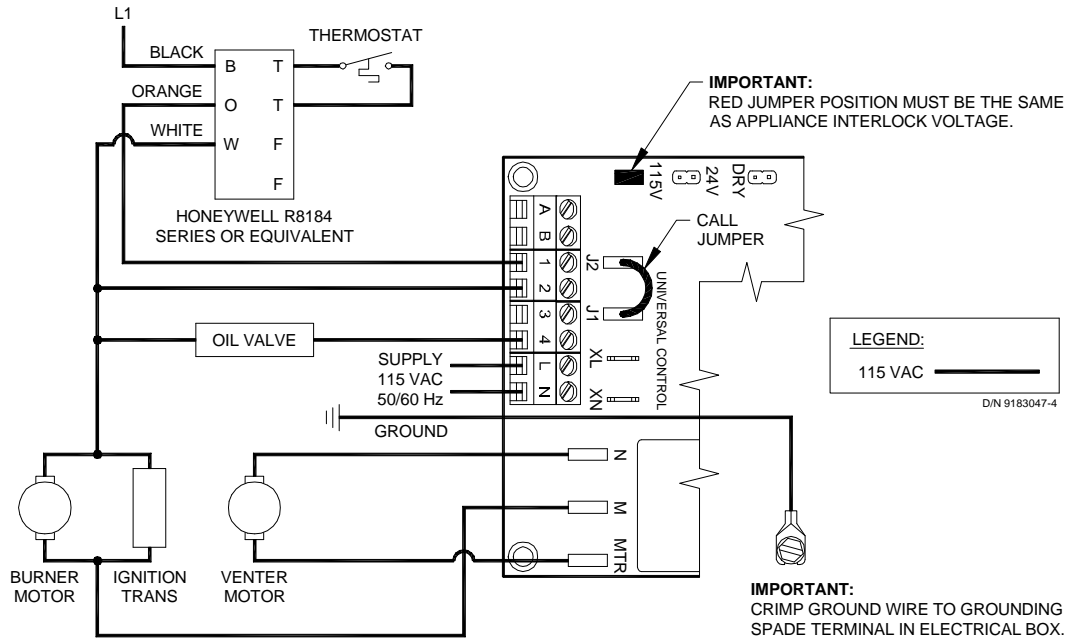 L1
BLACK
ORANGE
WHITE
B
O
W
T
T
F
F
THERMOSTAT
HONEYWELL R8184
SERIES OR EQUIVALENT
IMPORTANT:
RED JUMPER POSITION MUST BE THE SAME
AS APPLIANCE INTERLOCK VOLTAGE.
115V
24V
DRY
CALL
JUMPER
A
B
1
2
3
4
L
N
J2
J1
XL
XN
UNIVERSAL CONTROL
OIL VALVE
SUPPLY
115 VAC
50/60 Hz
GROUND
LEGEND:
115 VAC
D/N 9183047-4
N
M
MTR
BURNER
MOTOR
IGNITION
TRANS
VENTER
MOTOR
IMPORTANT:
CRIMP GROUND WIRE TO GROUNDING
SPADE TERMINAL IN ELECTRICAL BOX.